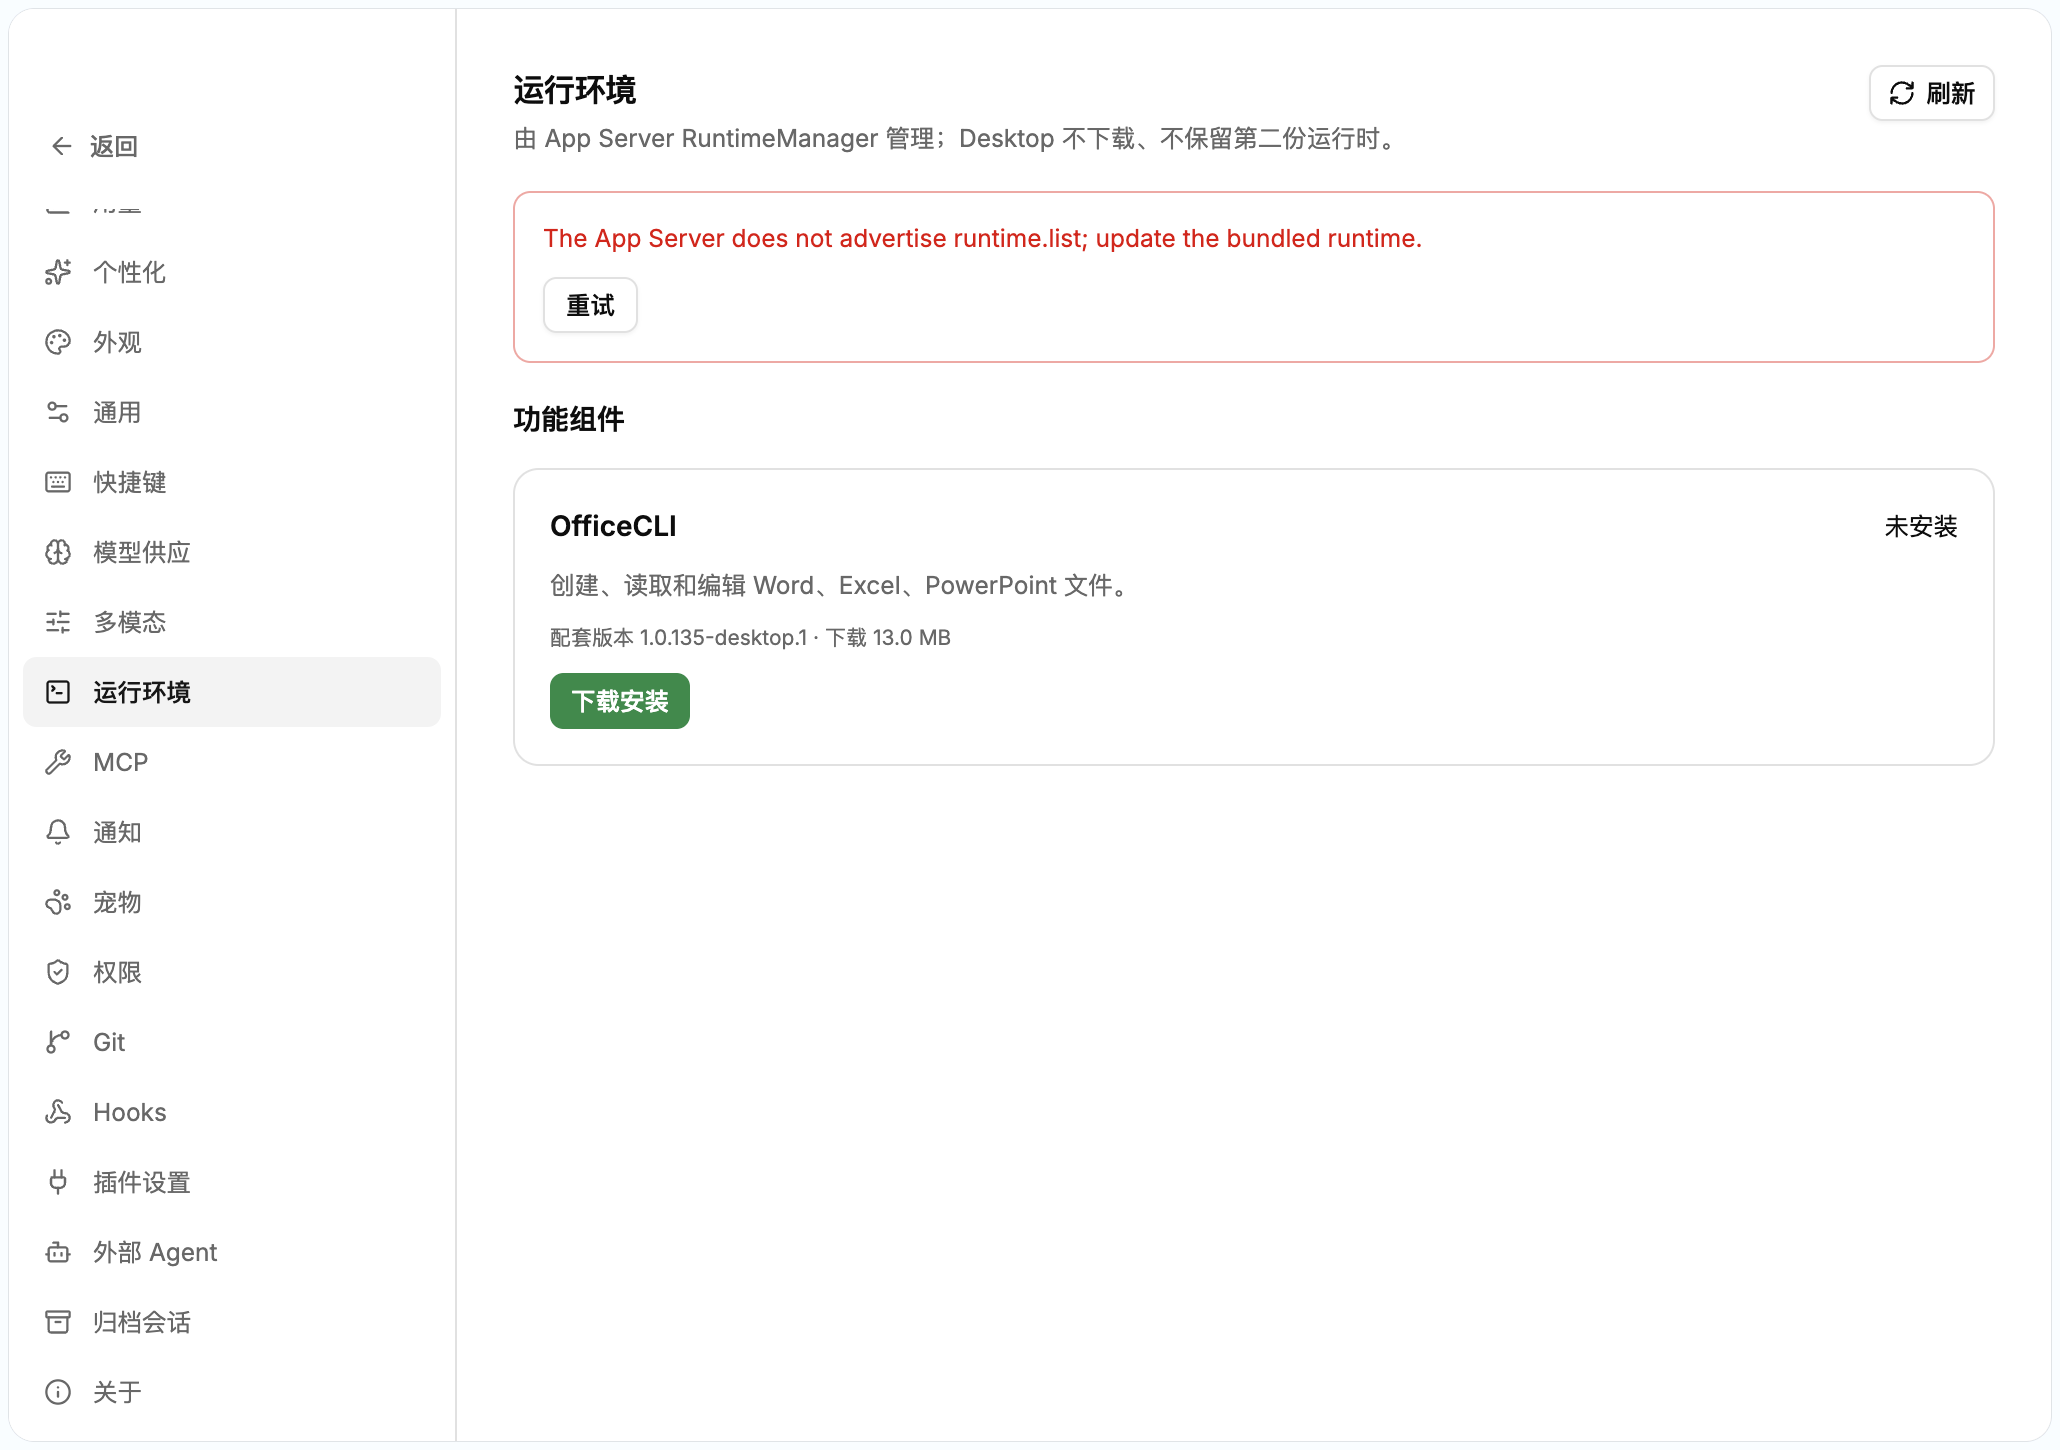 返回
个性化
外观
通用
快捷键
模型供应
多模态
运行环境
MCP
通知
宠物
权限
Git
Hooks
插件设置
外部 Agent
归档会话
关于
运行环境
刷新
由 App Server RuntimeManager 管理；Desktop 不下载、不保留第二份运行时。
The App Server does not advertise runtime.list; update the bundled runtime.
重试
功能组件
OfficeCLI
未安装
创建、读取和编辑 Word、Excel、PowerPoint 文件。
配套版本 1.0.135-desktop.1 · 下载 13.0 MB
下载安装